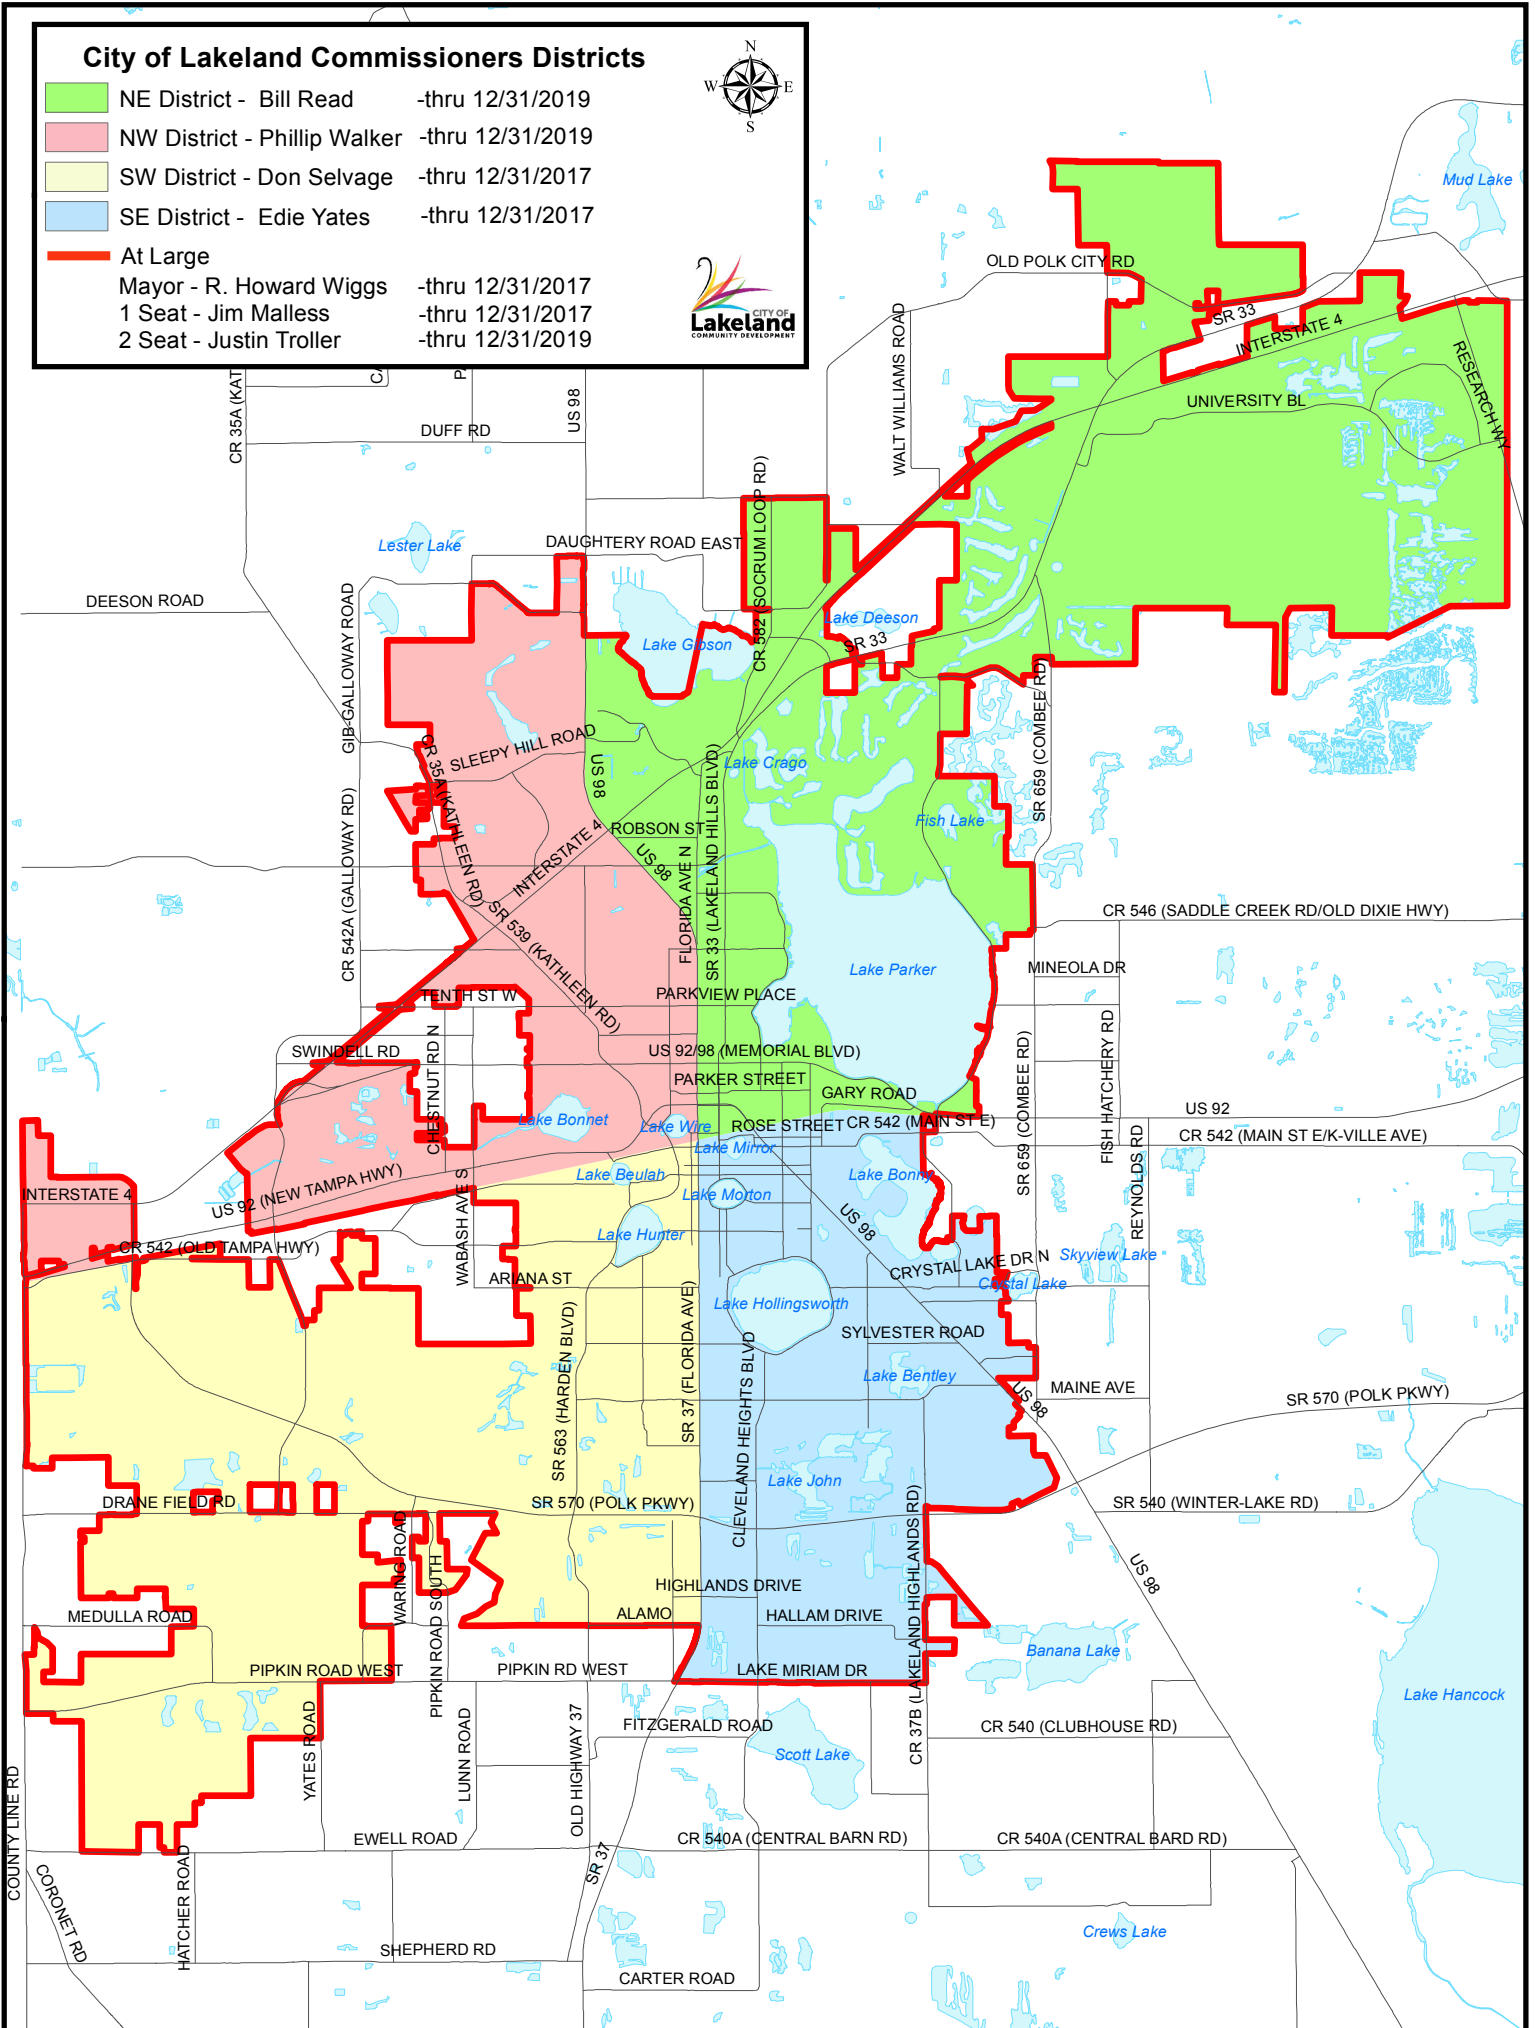 City of Lakeland Commissioners Districts
NE District - Bill Read -thru 12/31/2019
NW District - Phillip Walker -thru 12/31/2019
SW District - Don Selvage -thru 12/31/2017
SE District - Edie Yates -thru 12/31/2017
At Large
Mayor - R. Howard Wiggs -thru 12/31/2017
1 Seat - Jim Malless -thru 12/31/2017
2 Seat - Justin Troller -thru 12/31/2019
N
W E
S
CITY OF
Lakeland
COMMUNITY DEVELOPMENT
Mud Lake
OLD POLK CITY RD
SR 33
INTERSTATE 4
WALT WILLIAMS ROAD
RESEARCH WY
UNIVERSITY BL
CR 35A (KAT
CA
PA
US 98
DUFF RD
CR 582 (SOCRUM LOOP RD)
Lester Lake
DAUGHTERY ROAD EAST
DEESON ROAD
GIB-GALLOWAY ROAD
Lake Gibson
Lake Deeson
SR 33
SR 659 (COMBEE RD)
CR 35A (KATHLEEN RD)
SLEEPY HILL ROAD
US 98
Lake Crago
SR 33 (LAKELAND HILLS BLVD)
Fish Lake
CR 542A (GALLOWAY RD)
INTERSTATE 4
ROBSON ST
US 98
FLORIDA AVE N
SR 539 (KATHLEEN RD)
CR 546 (SADDLE CREEK RD/OLD DIXIE HWY)
Lake Parker
MINEOLA DR
TENTH ST W
PARKVIEW PLACE
FISH HATCHERY RD
SR 659 (COMBEE RD)
SWINDELL RD
CHESTNUT RD N
US 92/98 (MEMORIAL BLVD)
PARKER STREET
GARY ROAD
US 92
Lake Bonnet
Lake Wire
ROSE STREET
CR 542 (MAIN ST E)
CR 542 (MAIN ST E/K-VILLE AVE)
REYNOLDS RD
Lake Mirror
INTERSTATE 4
US 92 (NEW TAMPA HWY)
WABASH AVE S
Lake Beulah
Lake Morton
Lake Bonny
US 98
CR 542 (OLD TAMPA HWY)
Lake Hunter
CRYSTAL LAKE DR N
Skyview Lake
Crystal Lake
ARIANA ST
Lake Hollingsworth
SYLVESTER ROAD
SR 563 (HARDEN BLVD)
SR 37 (FLORIDA AVE)
CLEVELAND HEIGHTS BLVD
Lake Bentley
US 98
MAINE AVE
SR 570 (POLK PKWY)
Lake John
DRANE FIELD RD
SR 570 (POLK PKWY)
SR 540 (WINTER-LAKE RD)
WARING ROAD
PIPKIN ROAD SOUTH
CR 37B (LAKELAND HIGHLANDS RD)
US 98
HIGHLANDS DRIVE
MEDULLA ROAD
ALAMO
HALLAM DRIVE
Banana Lake
PIPKIN ROAD WEST
PIPKIN RD WEST
LAKE MIRIAM DR
Lake Hancock
YATES ROAD
LUNN ROAD
OLD HIGHWAY 37
FITZGERALD ROAD
CR 540 (CLUBHOUSE RD)
Scott Lake
COUNTY LINE RD
EWELL ROAD
CR 540A (CENTRAL BARN RD)
CR 540A (CENTRAL BARD RD)
SR 37
CORONET RD
HATCHER ROAD
Crews Lake
SHEPHERD RD
CARTER ROAD